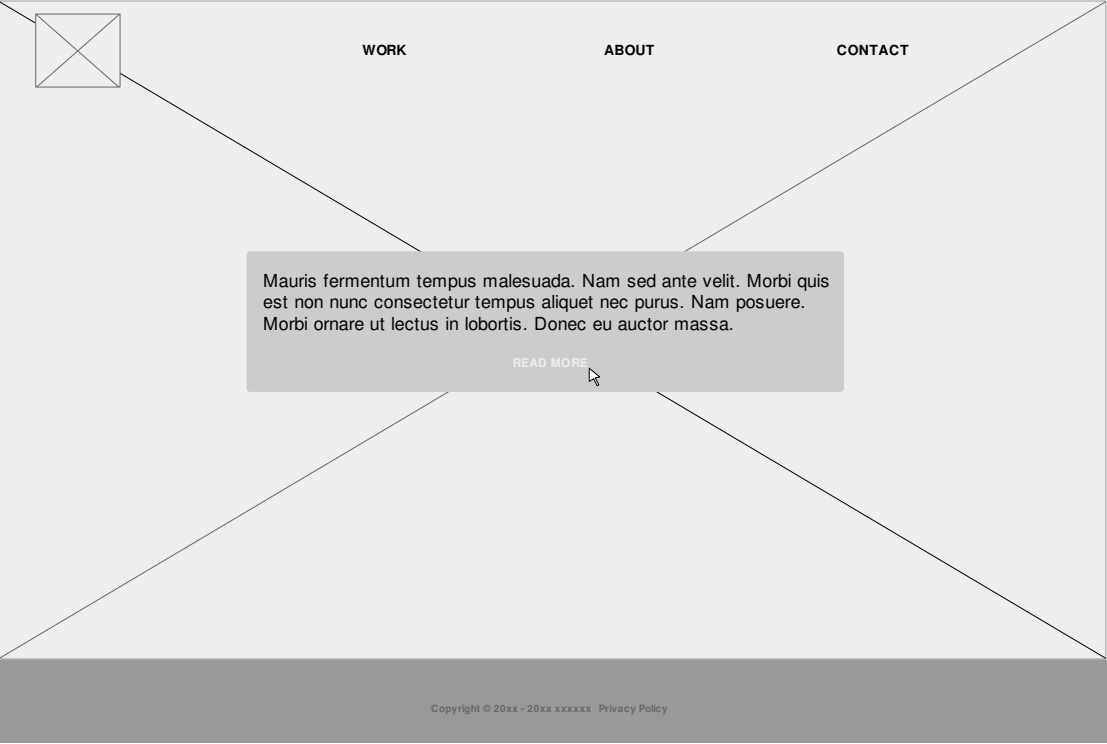 WORK ABOUT CONTACT
Mauris fermentum tempus malesuada. Nam sed ante velit. Morbi quis
est non nunc consectetur tempus aliquet nec purus. Nam posuere.
Morbi ornare ut lectus in lobortis. Donec eu auctor massa.
READ MORE
Copyright © 20xx - 20xx xxxxxx Privacy Policy